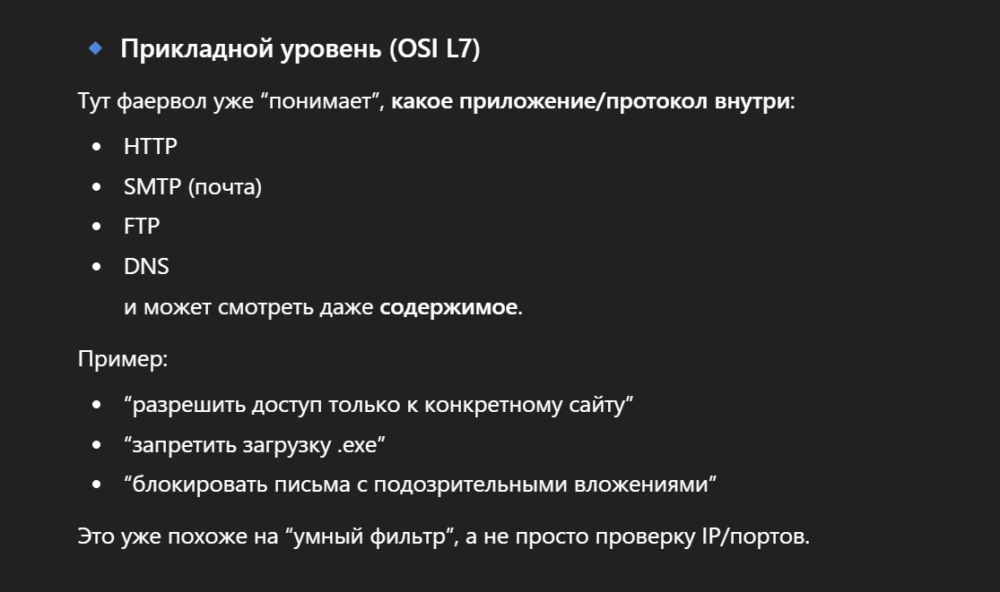 Прикладной уровень (OSI L7)
Тут фаервол уже “понимает”, какое приложение/протокол внутри:
• HTTP
• SMTP (почта)
• FTP
• DNS
и может смотреть даже содержимое.
Пример:
• “разрешить доступ только к конкретному сайту”
• “запретить загрузку .exe”
• “блокировать письма с подозрительными вложениями”
Это уже похоже на “умный фильтр”, а не просто проверку IP/портов.